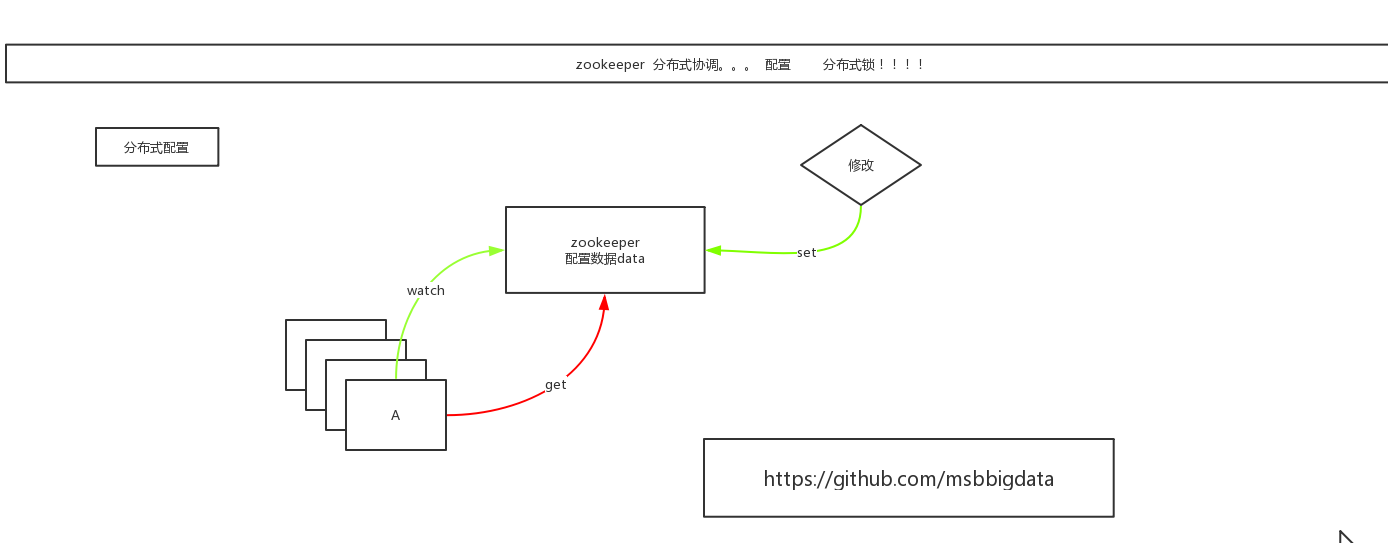 zookeeper 分布式协调。。。 配置 分布式锁！！！！
分布式配置
修改
zookeeper
配置数据data
set
watch
get
A
https://github.com/msbbigdata